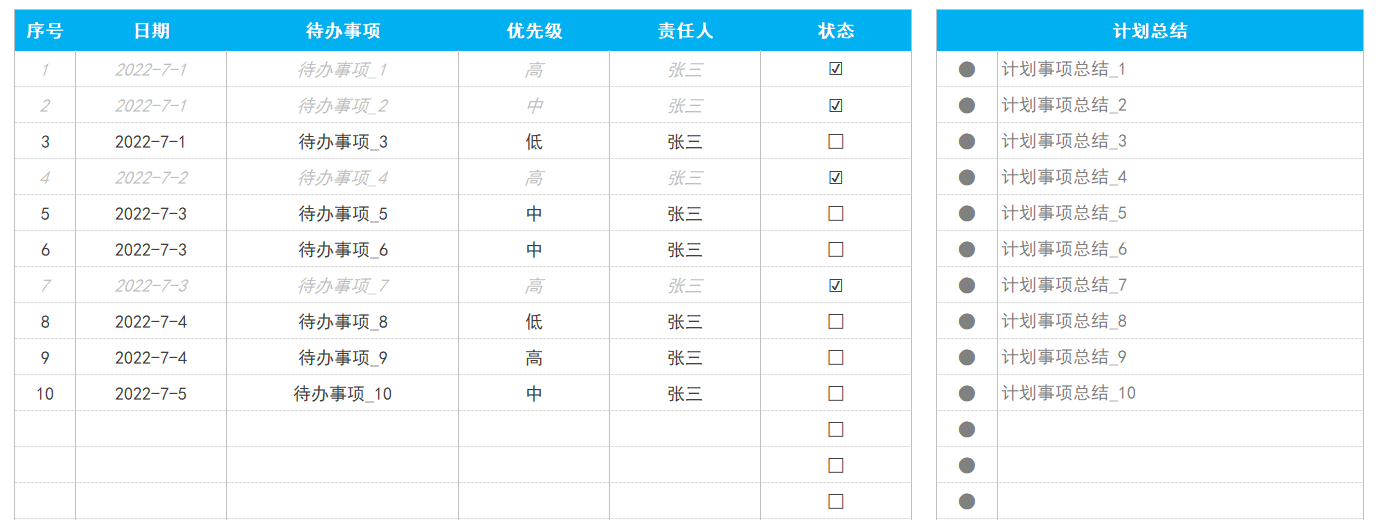 序号 日期 待办事项 优先级 责任人 状态 计划总结
1 2022-7-1 待办事项_1 高 张三 ☑ ● 计划事项总结_1
2 2022-7-1 待办事项_2 中 张三 ☑ ● 计划事项总结_2
3 2022-7-1 待办事项_3 低 张三 ☐ ● 计划事项总结_3
4 2022-7-2 待办事项_4 高 张三 ☑ ● 计划事项总结_4
5 2022-7-3 待办事项_5 中 张三 ☐ ● 计划事项总结_5
6 2022-7-3 待办事项_6 中 张三 ☐ ● 计划事项总结_6
7 2022-7-3 待办事项_7 高 张三 ☑ ● 计划事项总结_7
8 2022-7-4 待办事项_8 低 张三 ☐ ● 计划事项总结_8
9 2022-7-4 待办事项_9 高 张三 ☐ ● 计划事项总结_9
10 2022-7-5 待办事项_10 中 张三 ☐ ● 计划事项总结_10
☐ ●
☐ ●
☐ ●